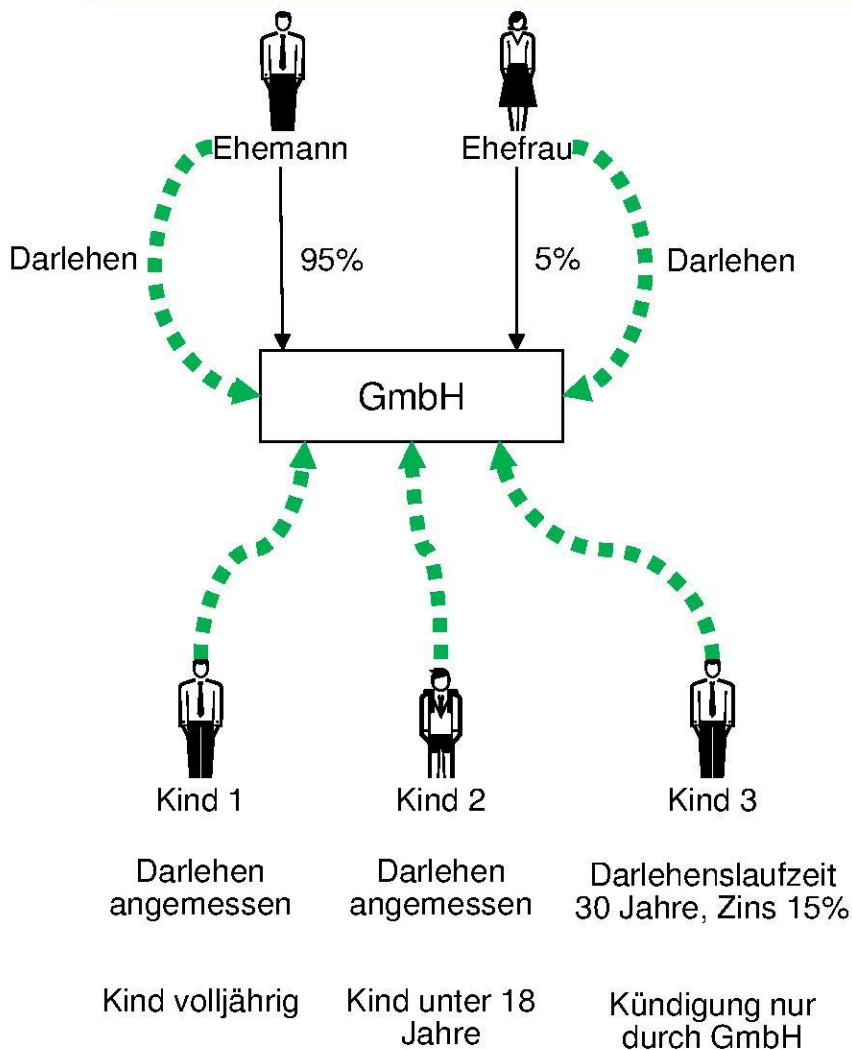 Ehemann
Ehefrau
Darlehen
95%
5%
Darlehen
GmbH
Kind 1
Kind 2
Kind 3
Darlehen
angemessen
Darlehen
angemessen
Darlehenslaufzeit
30 Jahre, Zins 15%
Kind volljährig
Kind unter 18
Jahre
Kündigung nur
durch GmbH